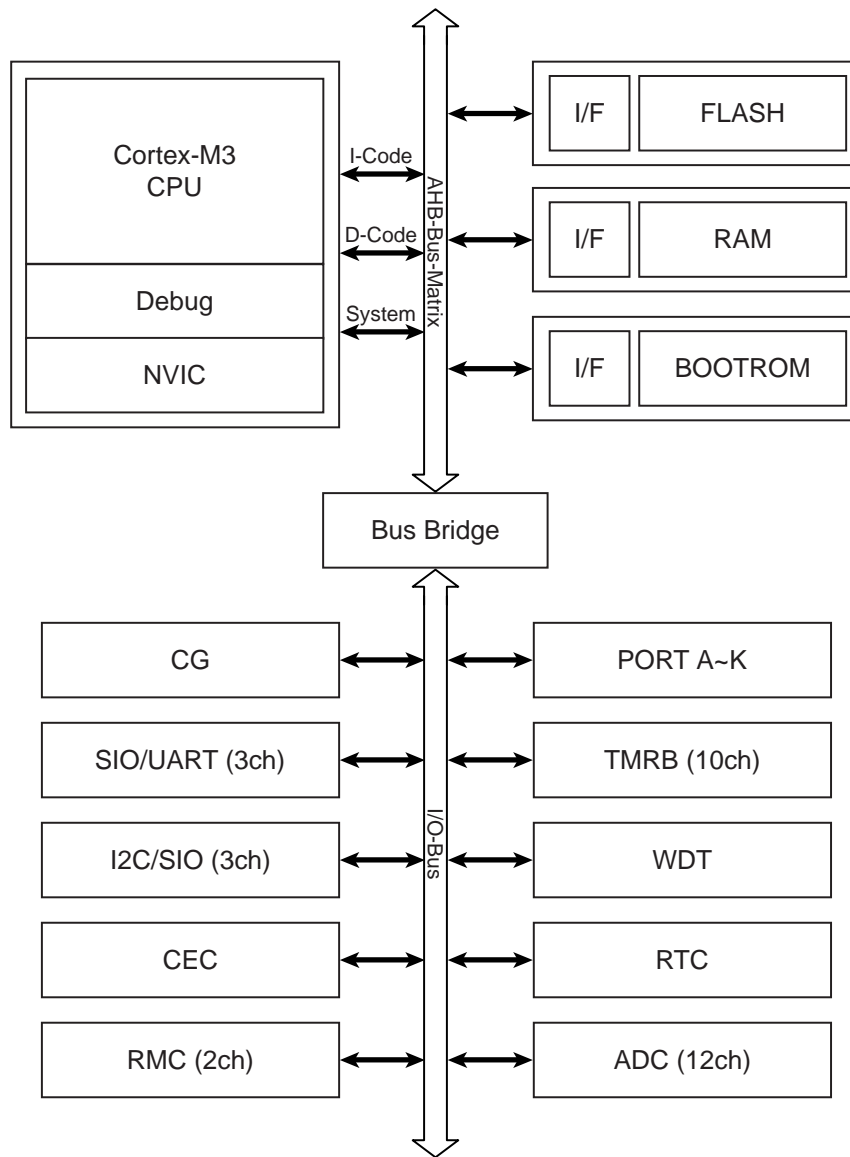 Cortex-M3
CPU
Debug
NVIC
I-Code
D-Code
System
AHB-Bus-Matrix
I/F
FLASH
I/F
RAM
I/F
BOOTROM
Bus Bridge
CG
PORT A~K
SIO/UART (3ch)
TMRB (10ch)
I/O-Bus
I2C/SIO (3ch)
WDT
CEC
RTC
RMC (2ch)
ADC (12ch)